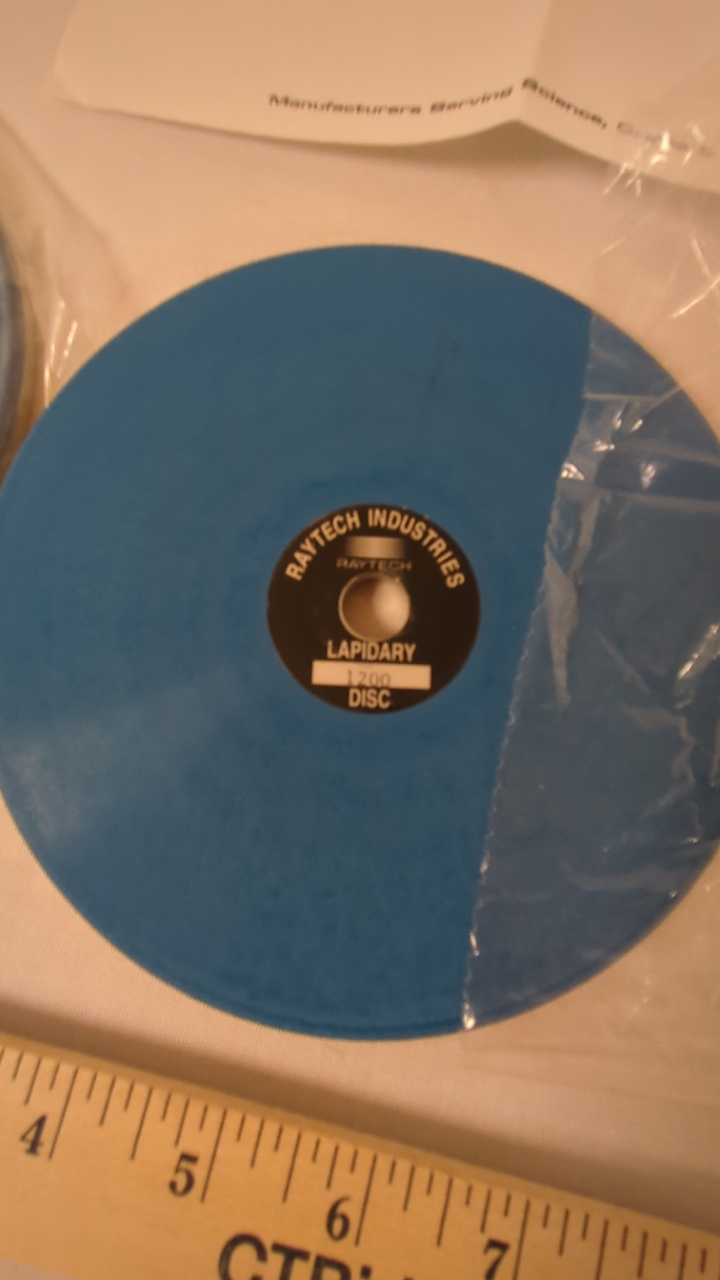 Manufacturers Serving Science,
RAYTECH INDUSTRIES
RAYTECH
LAPIDARY
1200
DISC
4 5 6 7